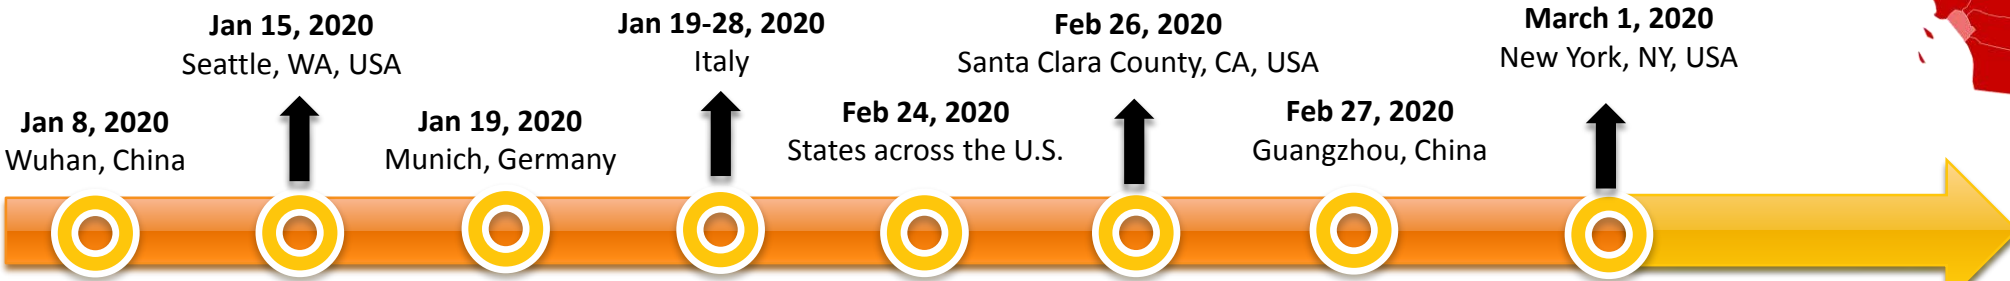 Jan 8, 2020
Wuhan, China
Jan 15, 2020
Seattle, WA, USA
Jan 19, 2020
Munich, Germany
Jan 19-28, 2020
Italy
Feb 24, 2020
States across the U.S.
Feb 26, 2020
Santa Clara County, CA, USA
Feb 27, 2020
Guangzhou, China
March 1, 2020
New York, NY, USA